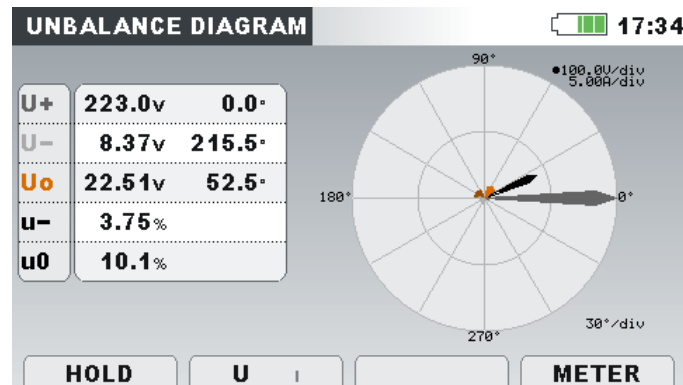 UNBALANCE DIAGRAM 17:34
90°
•100.0V/div
5.00A/div
U+ 223.0v 0.0°
U- 8.37v 215.5°
Uo 22.51v 52.5°
180° 0°
u- 3.75%
u0 10.1%
30°/div
270°
HOLD U I METER